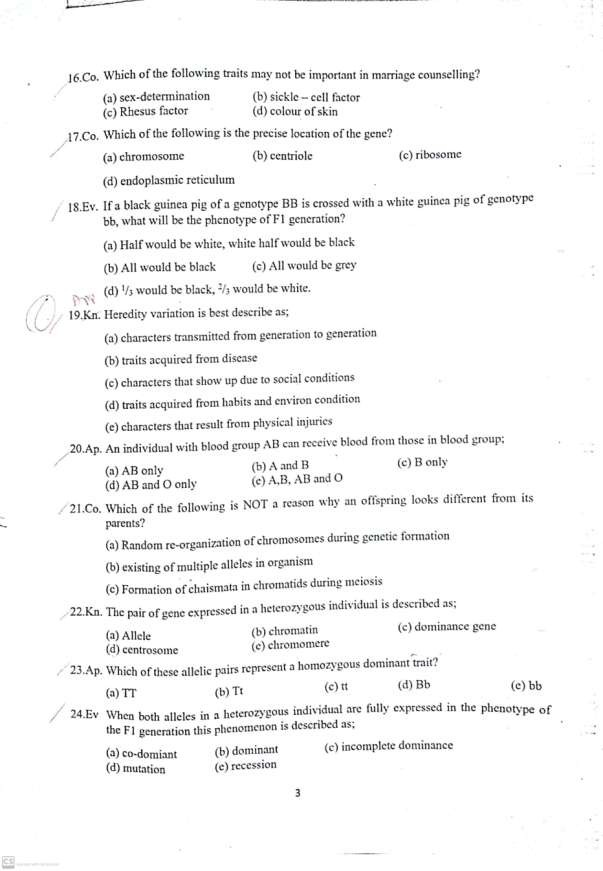 16.Co. Which of the following traits may not be important in marriage counselling?
(a) sex-determination (b) sickle – cell factor
(c) Rhesus factor (d) colour of skin
17.Co. Which of the following is the precise location of the gene?
(a) chromosome (b) centriole (c) ribosome
(d) endoplasmic reticulum
18.Ev. If a black guinea pig of a genotype BB is crossed with a white guinea pig of genotype
bb, what will be the phenotype of F1 generation?
(a) Half would be white, white half would be black
(b) All would be black (c) All would be grey
(d) 1/3 would be black, 2/3 would be white.
19.Kn. Heredity variation is best describe as;
(a) characters transmitted from generation to generation
(b) traits acquired from disease
(c) characters that show up due to social conditions
(d) traits acquired from habits and environ condition
(e) characters that result from physical injuries
20.Ap. An individual with blood group AB can receive blood from those in blood group;
(a) AB only (b) A and B (c) B only
(d) AB and O only (e) A,B, AB and O
21.Co. Which of the following is NOT a reason why an offspring looks different from its
parents?
(a) Random re-organization of chromosomes during genetic formation
(b) existing of multiple alleles in organism
(c) Formation of chaismata in chromatids during meiosis
22.Kn. The pair of gene expressed in a heterozygous individual is described as;
(a) Allele (b) chromatin (c) dominance gene
(d) centrosome (e) chromomere
23.Ap. Which of these allelic pairs represent a homozygous dominant trait?
(a) TT (b) Tt (c) tt (d) Bb (e) bb
24.Ev When both alleles in a heterozygous individual are fully expressed in the phenotype of
the F1 generation this phenomenon is described as;
(a) co-domiant (b) dominant (c) incomplete dominance
(d) mutation (e) recession
3
CS